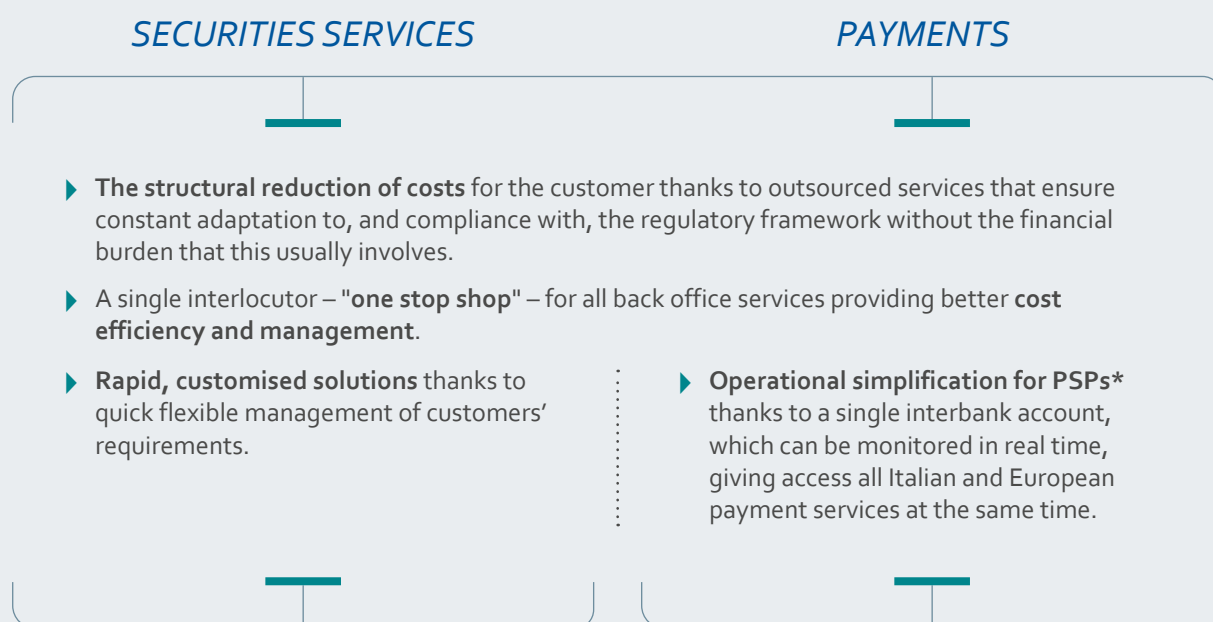 SECURITIES SERVICES
PAYMENTS
The structural reduction of costs for the customer thanks to outsourced services that ensure
constant adaptation to, and compliance with, the regulatory framework without the financial
burden that this usually involves.
A single interlocutor – "one stop shop" – for all back office services providing better cost
efficiency and management.
Rapid, customised solutions thanks to
quick flexible management of customers’
requirements.
Operational simplification for PSPs*
thanks to a single interbank account,
which can be monitored in real time,
giving access all Italian and European
payment services at the same time.